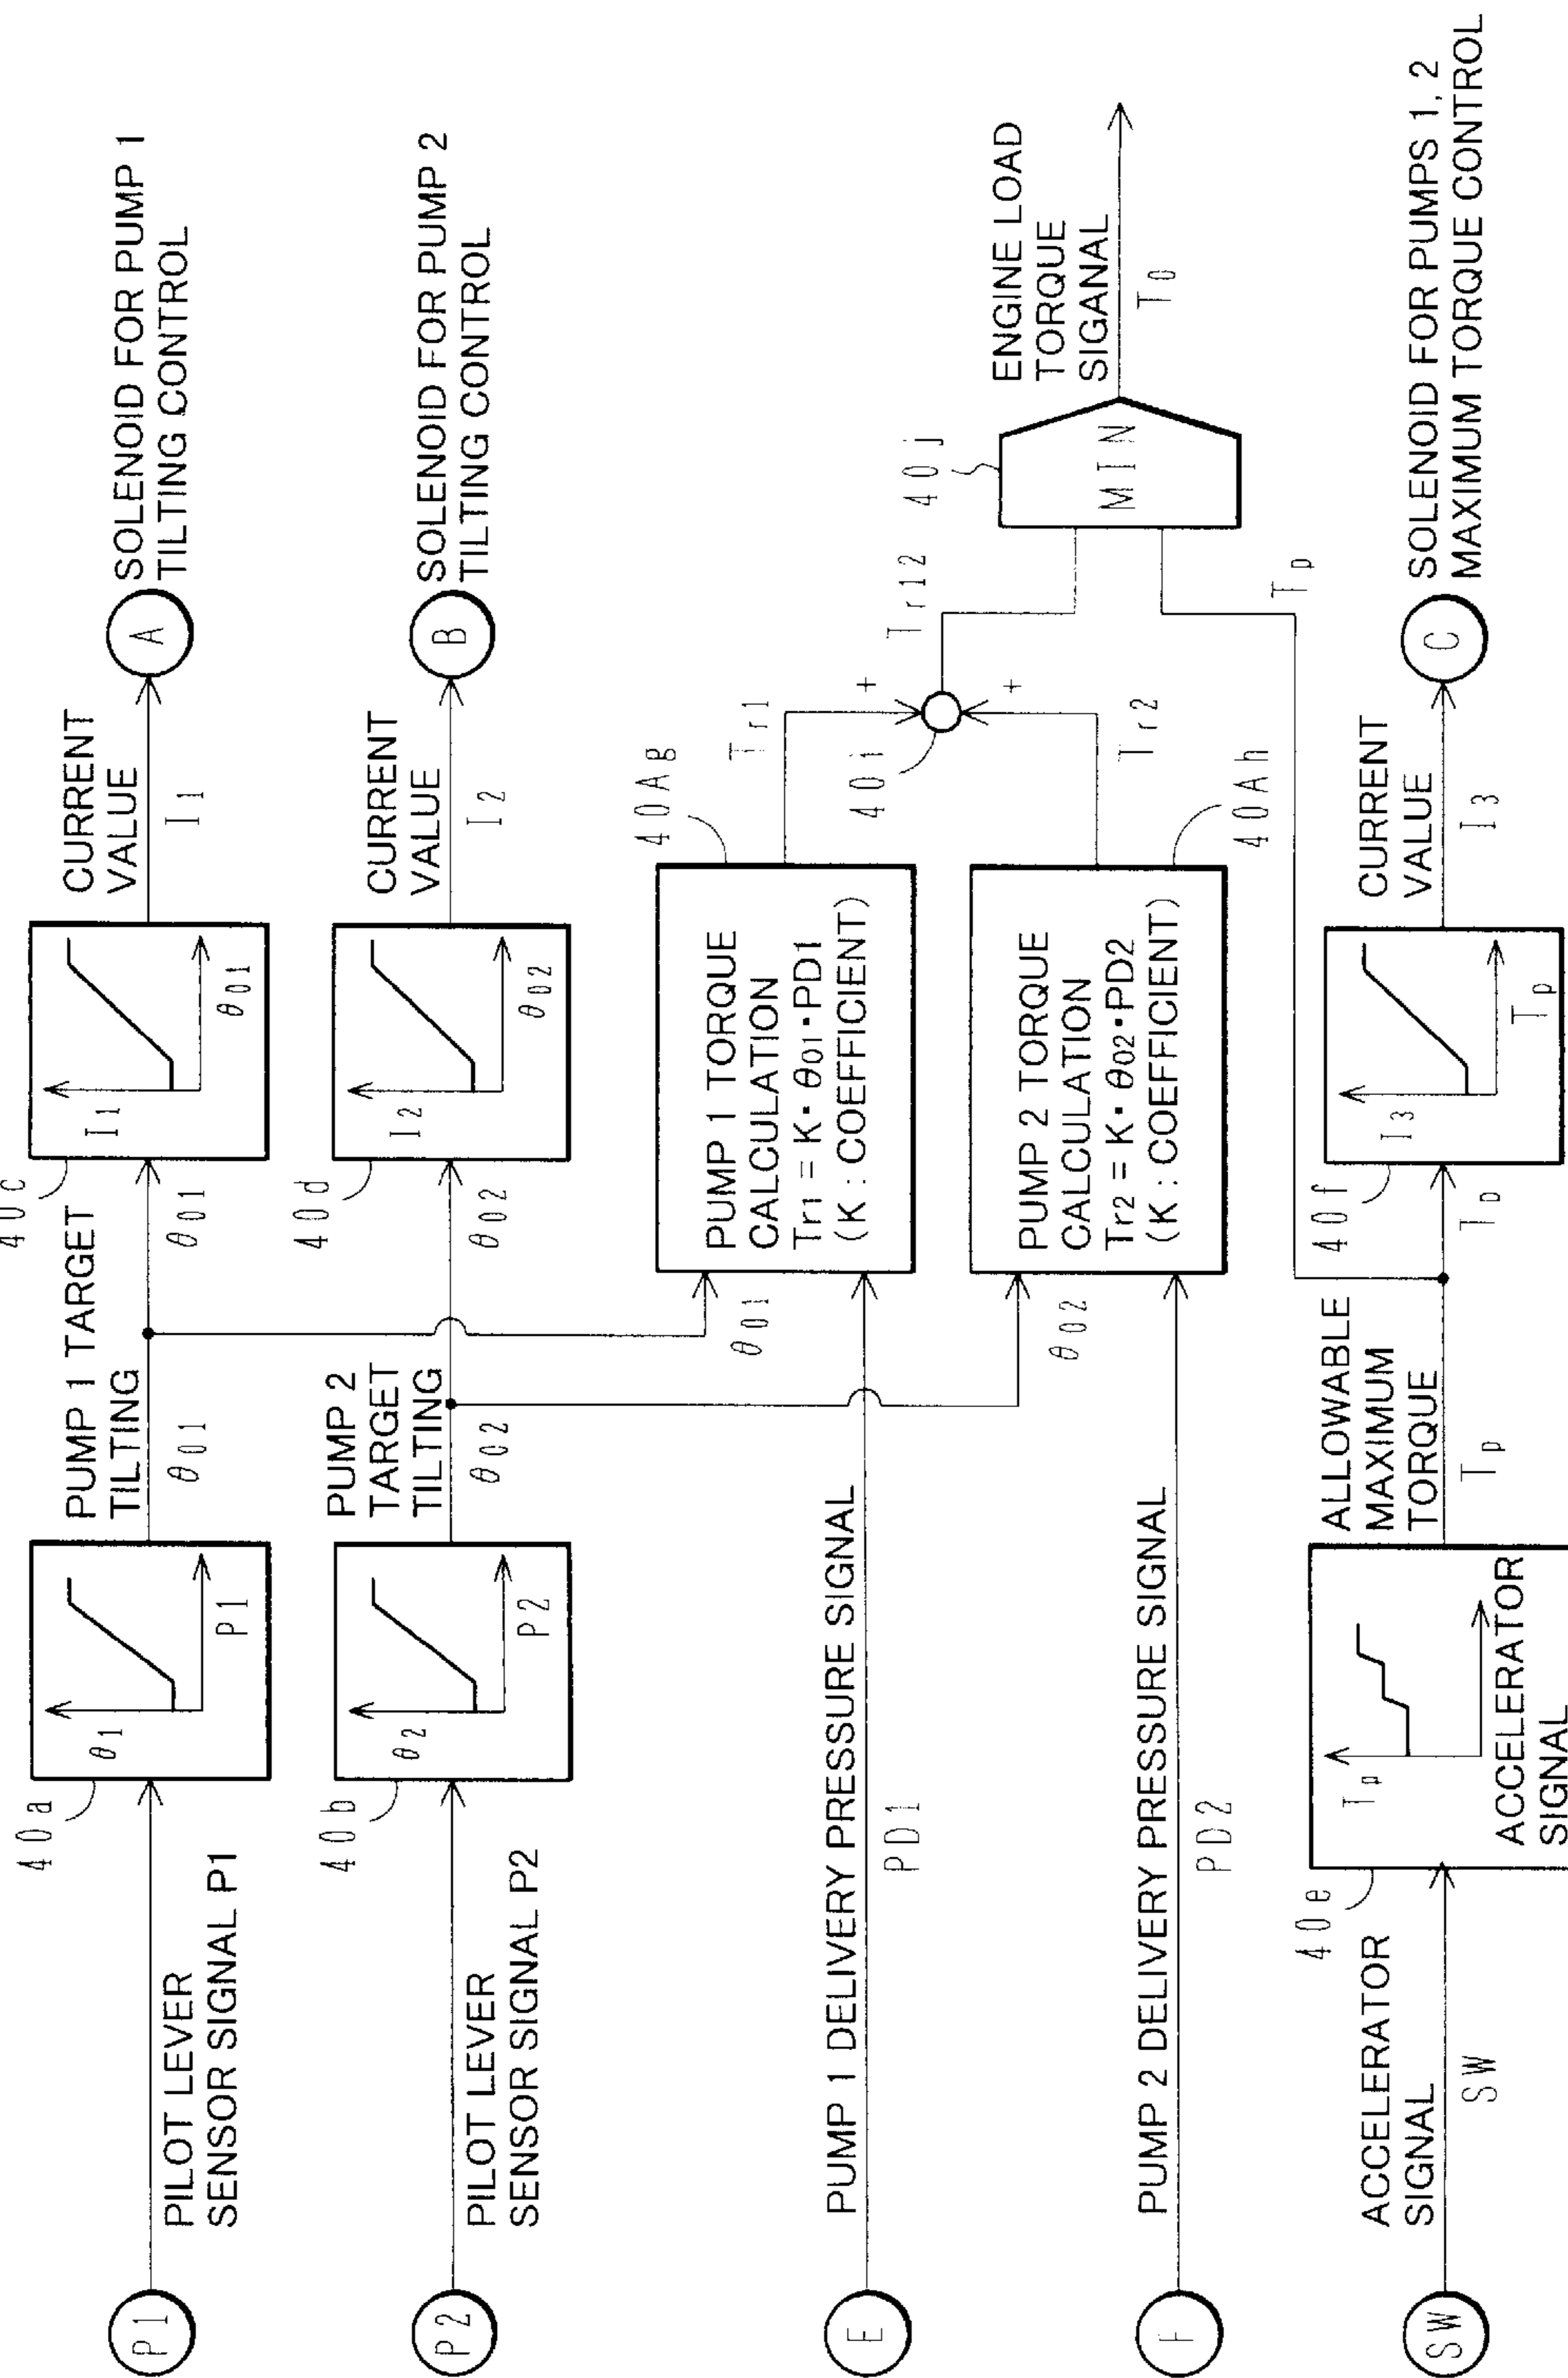 P1
PILOT LEVER
SENSOR SIGNAL P1
40a
θ1
P1
PUMP 1 TARGET
TILTING
θ01
θ01
40c
I1
θ01
CURRENT
VALUE
I1
A
SOLENOID FOR PUMP 1
TILTING CONTROL
P2
PILOT LEVER
SENSOR SIGNAL P2
40b
θ2
P2
PUMP 2
TARGET
TILTING
θ02
θ02
40d
I2
θ02
CURRENT
VALUE
I2
B
SOLENOID FOR PUMP 2
TILTING CONTROL
E
PUMP 1 DELIVERY PRESSURE SIGNAL
PD1
θ01
PUMP 1 TORQUE
CALCULATION
Tr1 = K・θ01・PD1
(K : COEFFICIENT)
40Ag
Tr1
+
40i
+
Tr12
40j
MIN
ENGINE LOAD
TORQUE
SIGANAL
T0
F
PUMP 2 DELIVERY PRESSURE SIGNAL
PD2
θ02
PUMP 2 TORQUE
CALCULATION
Tr2 = K・θ02・PD2
(K : COEFFICIENT)
40Ah
Tr2
Tp
SW
ACCELERATOR
SIGNAL
SW
40e
Tp
ACCELERATOR
SIGNAL
ALLOWABLE
MAXIMUM
TORQUE
Tp
Tp
40f
I3
Tp
CURRENT
VALUE
I3
C
SOLENOID FOR PUMPS 1, 2
MAXIMUM TORQUE CONTROL